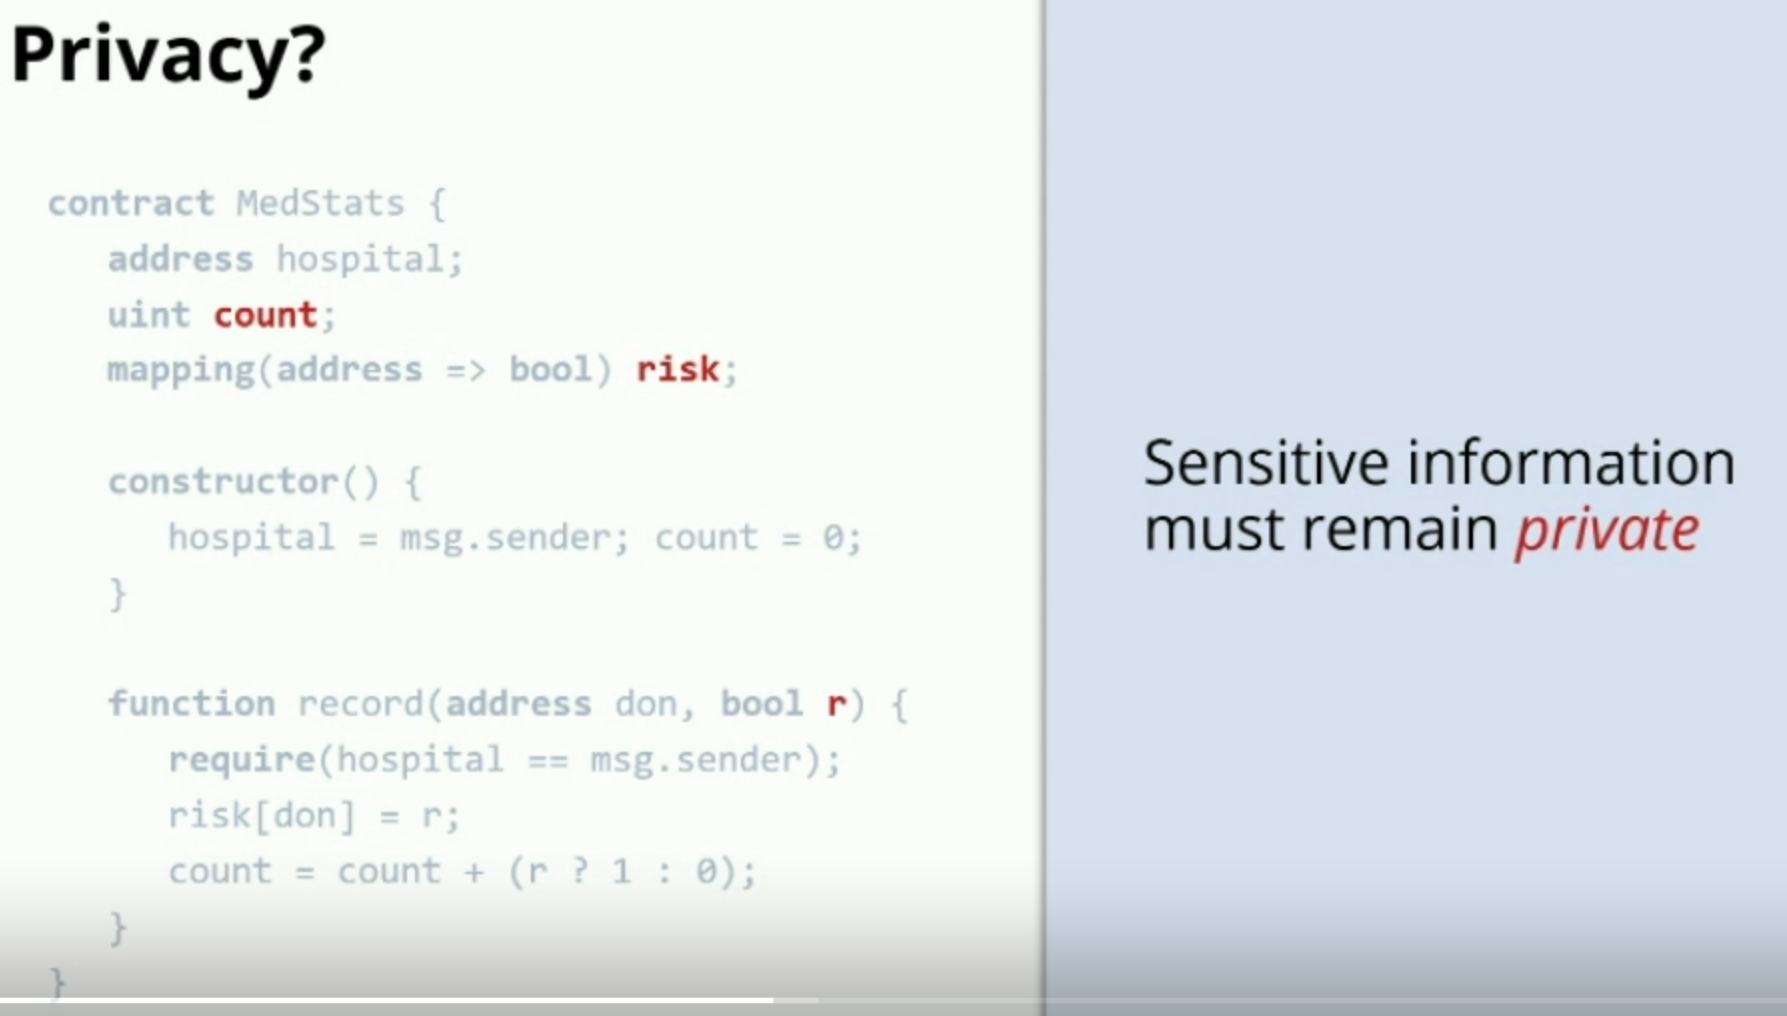 Privacy?
contract MedStats {
address hospital;
uint count;
mapping(address => bool) risk;
constructor() {
hospital = msg.sender; count = 0;
}
function record(address don, bool r) {
require(hospital == msg.sender);
risk[don] = r;
count = count + (r ? 1 : 0);
}
}
Sensitive information
must remain private